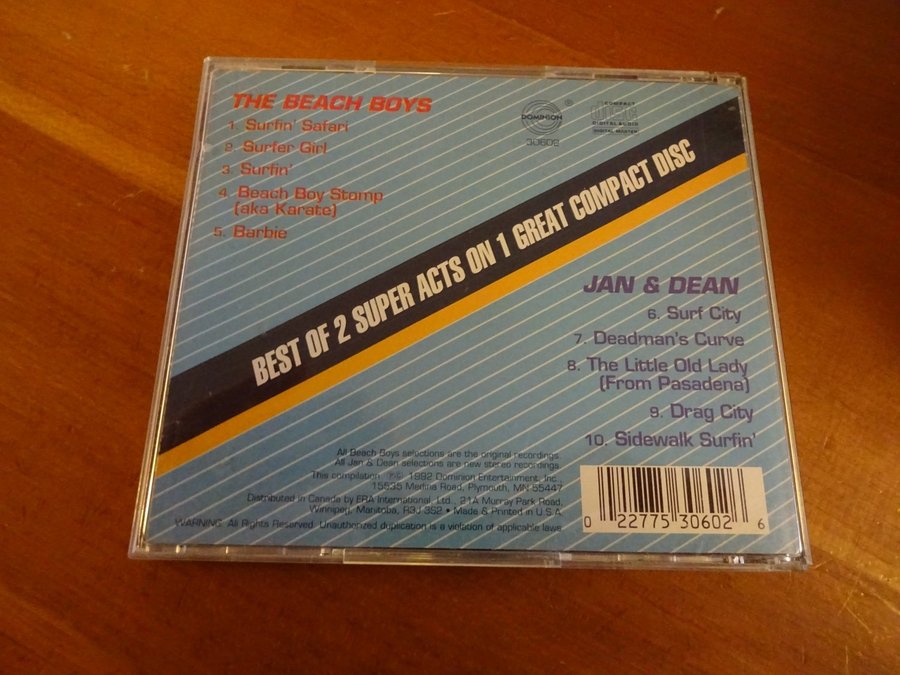 THE BEACH BOYS
1. Surfin' Safari
2. Surfer Girl
3. Surfin'
4. Beach Boy Stomp
(aka Karate)
5. Barbie
DOMINION ®
30602
COMPACT
disc
DIGITAL AUDIO
DIGITAL MASTER
BEST OF 2 SUPER ACTS ON 1 GREAT COMPACT DISC
JAN & DEAN
6. Surf City
7. Deadman's Curve
8. The Little Old Lady
(From Pasadena)
9. Drag City
10. Sidewalk Surfin'
All Beach Boys selections are the original recordings.
All Jan & Dean selections are new stereo recordings.
This compilation ℗© 1992 Dominion Entertainment, Inc.
15535 Medina Road, Plymouth, MN 55447
Distributed in Canada by ERA International, Ltd., 21A Murray Park Road,
Winnipeg, Manitoba, R3J 3S2 • Made & Printed in U.S.A.
WARNING: All Rights Reserved. Unauthorized duplication is a violation of applicable laws.
0 22775 30602 6